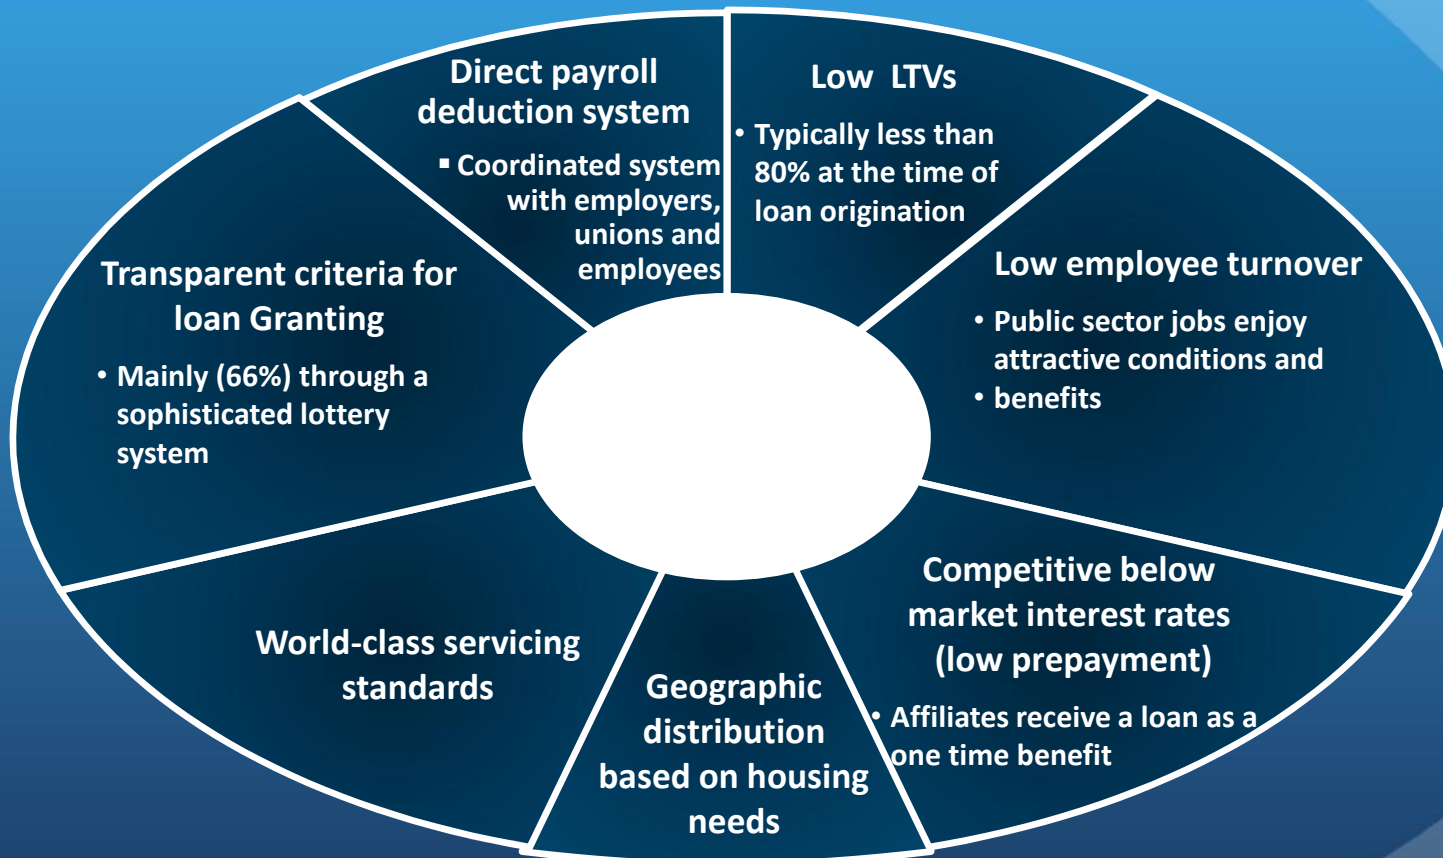 Direct payroll
deduction system
▪ Coordinated system
with employers,
unions and
employees
Low LTVs
• Typically less than
80% at the time of
loan origination
Low employee turnover
• Public sector jobs enjoy
attractive conditions and
• benefits
Competitive below
market interest rates
(low prepayment)
• Affiliates receive a loan as a
one time benefit
Geographic
distribution
based on housing
needs
World-class servicing
standards
Transparent criteria for
loan Granting
• Mainly (66%) through a
sophisticated lottery
system